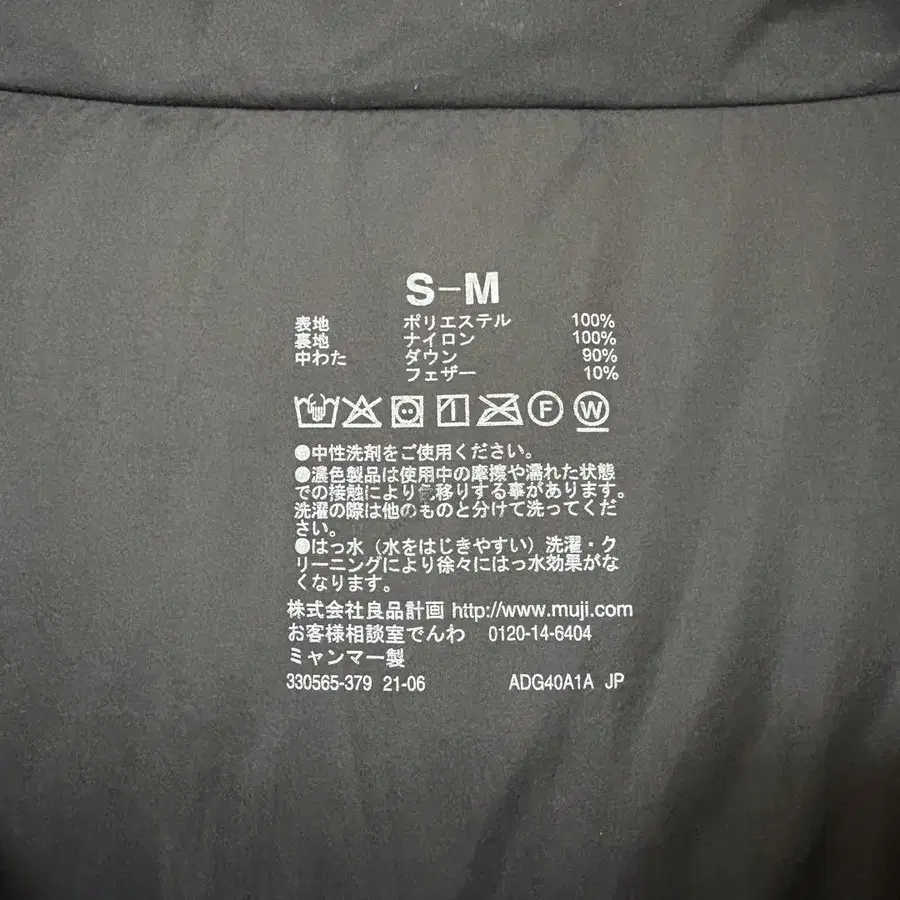 S-M
表地 ポリエステル 100%
裏地 ナイロン 100%
中わた ダウン 90%
フェザー 10%
F W
●中性洗剤をご使用ください。
●濃色製品は使用中の摩擦や濡れた状態
での接触により色移りする事があります。
洗濯の際は他のものと分けて洗ってくだ
さい。
●はっ水（水をはじきやすい）洗濯・ク
リーニングにより徐々にはっ水効果がな
くなります。
株式会社良品計画 http://www.muji.com
お客様相談室でんわ 0120-14-6404
ミャンマー製
330565-379 21-06 ADG40A1A JP